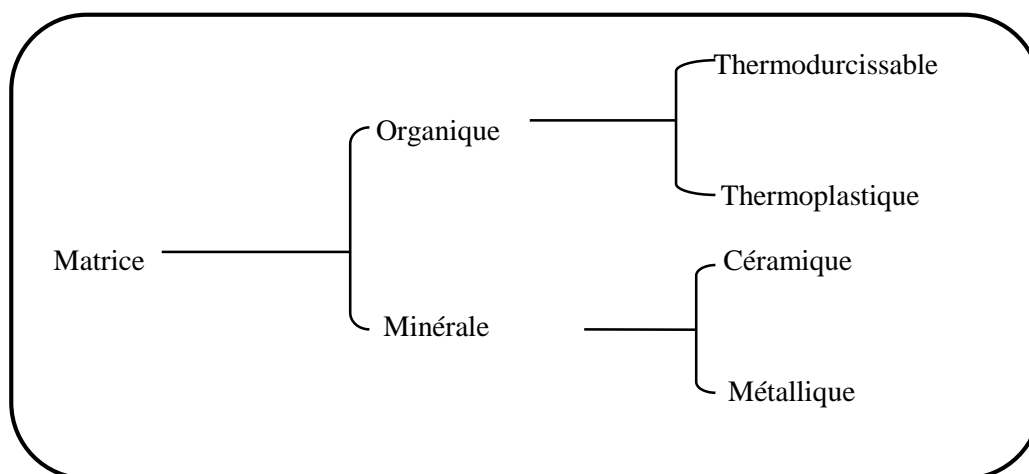 Thermodurcissable
Organique
Thermoplastique
Matrice
Céramique
Minérale
Métallique